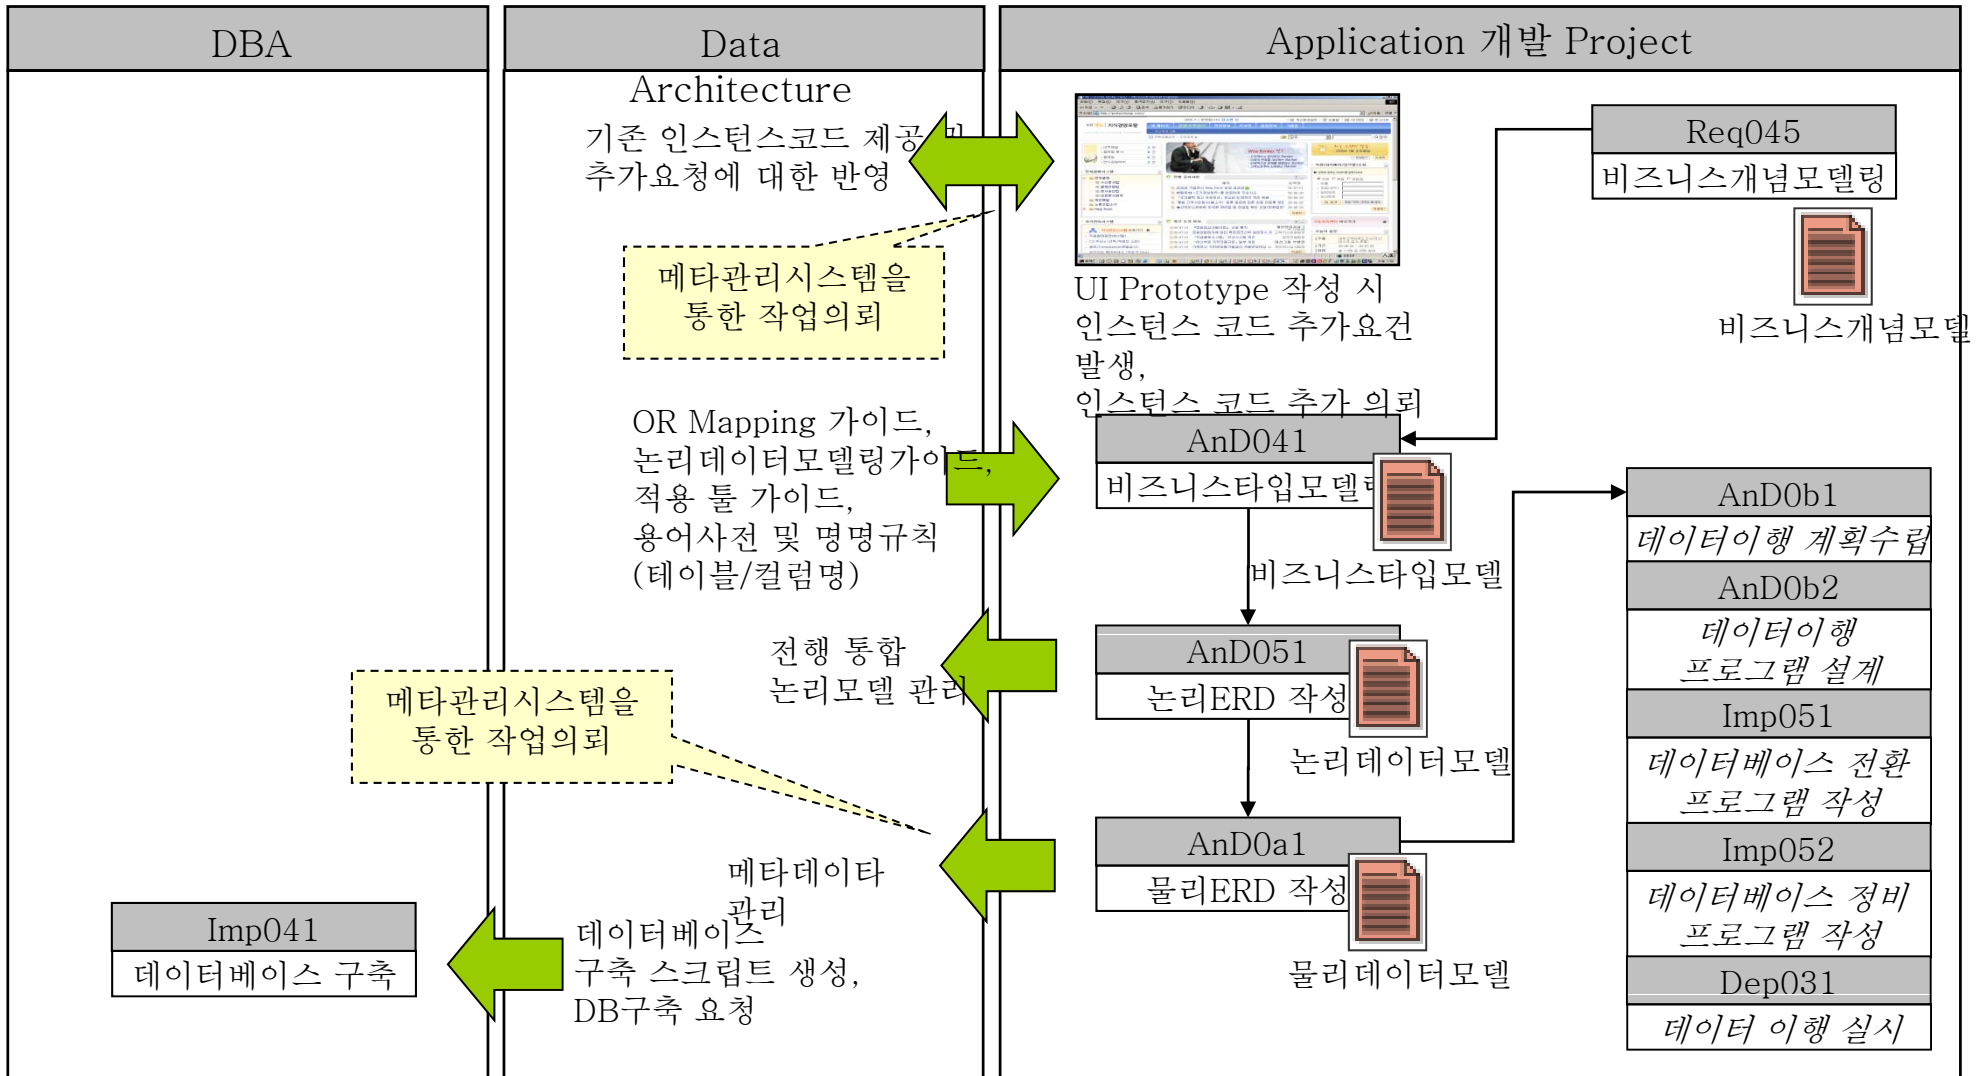 DBA
Data
Architecture
Application 개발 Project
기존 인스턴스코드 제공
추가요청에 대한 반영
메타관리시스템을
통한 작업의뢰
UI Prototype 작성 시
인스턴스 코드 추가요건
발생,
인스턴스 코드 추가 의뢰
Req045
비즈니스개념모델링
비즈니스개념모델
OR Mapping 가이드,
논리데이터모델링가이드,
적용 툴 가이드,
용어사전 및 명명규칙
(테이블/컬럼명)
AnD041
비즈니스타입모델링
비즈니스타입모델
전행 통합
논리모델 관리
AnD051
논리ERD 작성
논리데이터모델
메타관리시스템을
통한 작업의뢰
메타데이타
관리
AnD0a1
물리ERD 작성
물리데이터모델
데이터베이스
구축 스크립트 생성,
DB구축 요청
Imp041
데이터베이스 구축
AnD0b1
데이터이행 계획수립
AnD0b2
데이터이행
프로그램 설계
Imp051
데이터베이스 전환
프로그램 작성
Imp052
데이터베이스 정비
프로그램 작성
Dep031
데이터 이행 실시